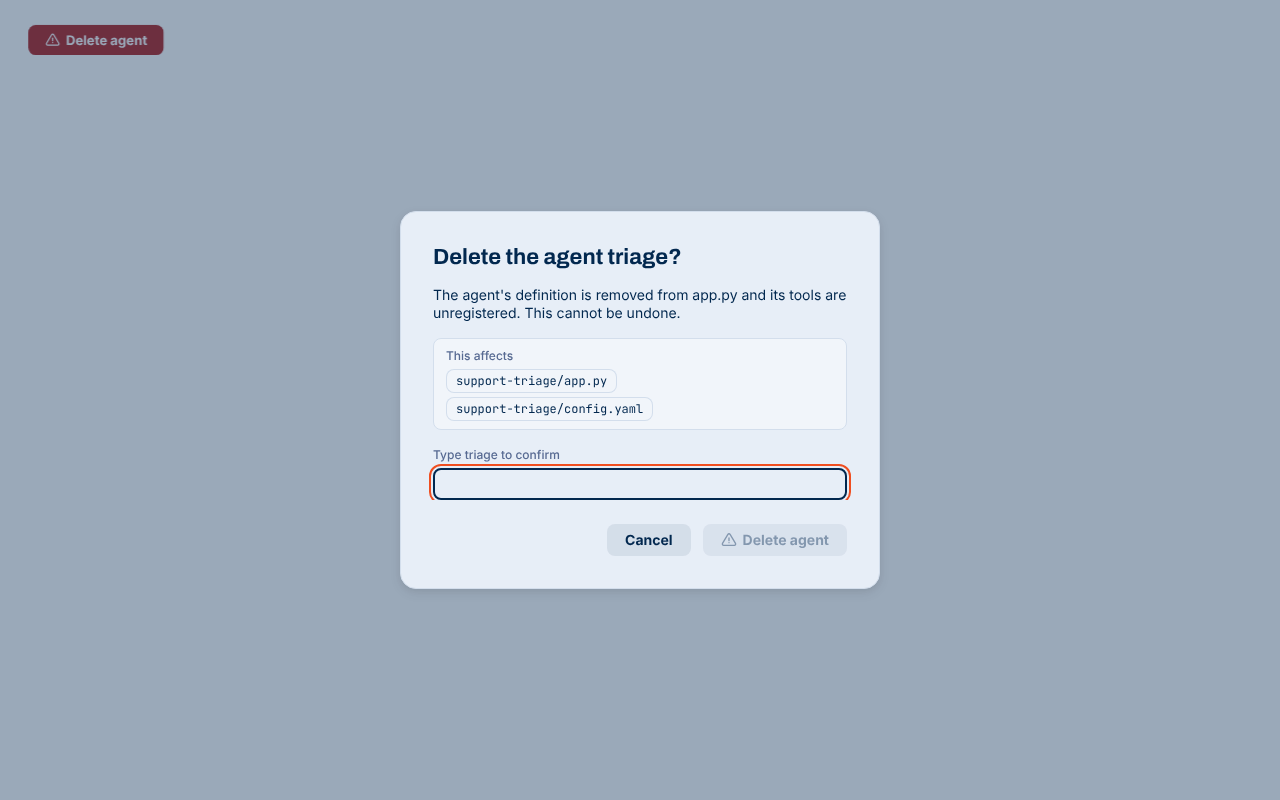 Delete agent
Delete the agent triage?
The agent's definition is removed from app.py and its tools are
unregistered. This cannot be undone.
This affects
support-triage/app.py
support-triage/config.yaml
Type triage to confirm
Cancel
Delete agent